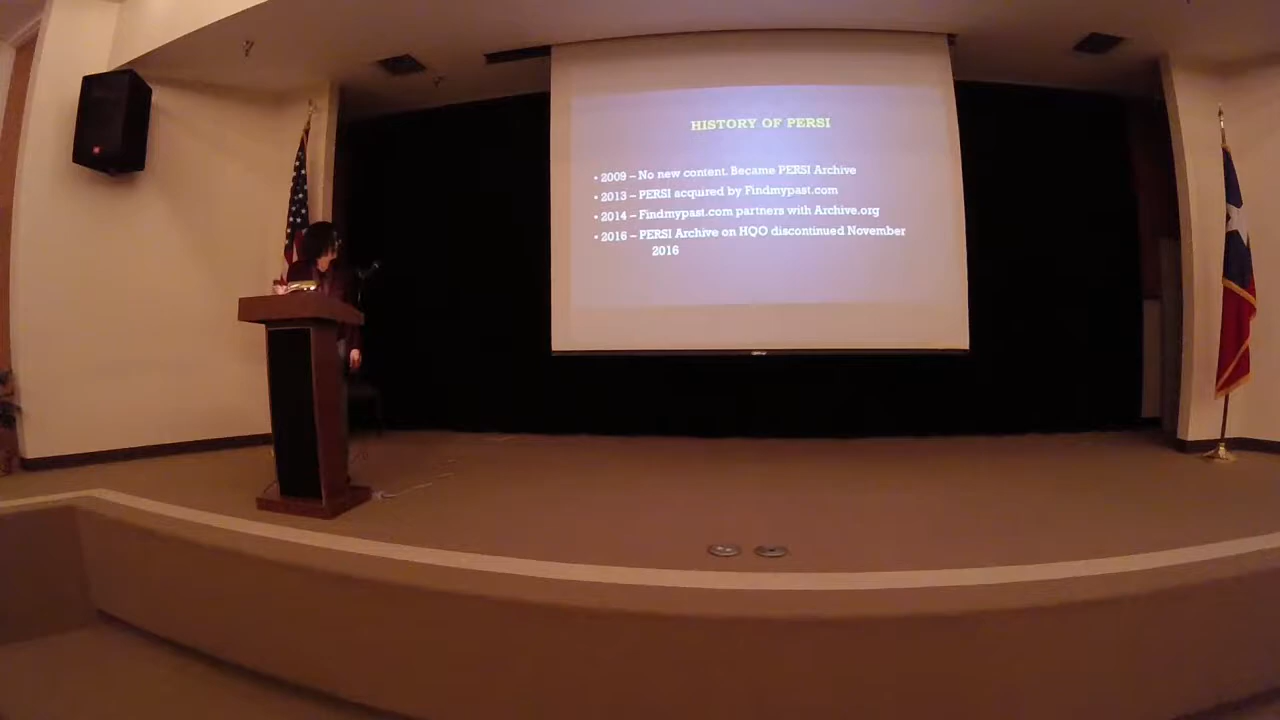 HISTORY OF PERSI
• 2009 – No new content. Became PERSI Archive
• 2013 – PERSI acquired by Findmypast.com
• 2014 – Findmypast.com partners with Archive.org
• 2016 – PERSI Archive on HQO discontinued November
2016